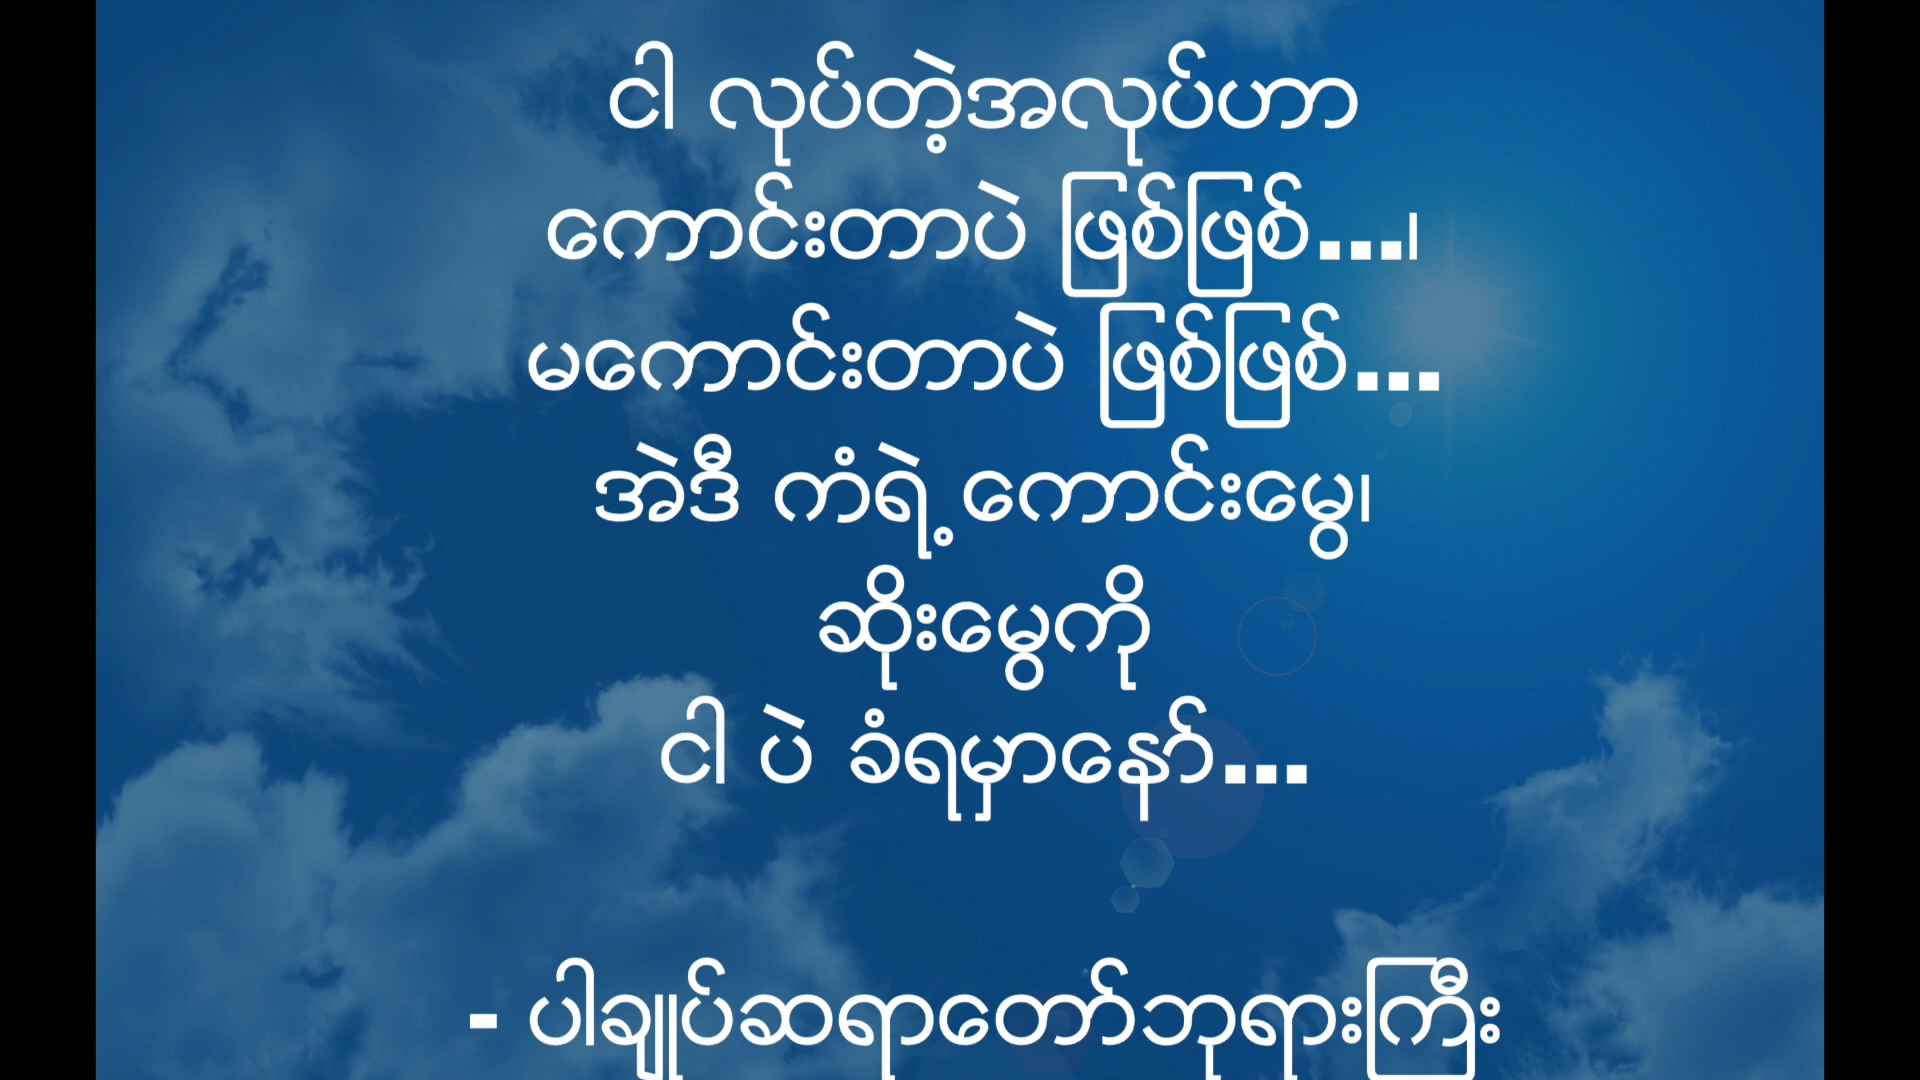 ငါ လုပ်တဲ့အလုပ်ဟာ
ကောင်းတာပဲ ဖြစ်ဖြစ်...၊
မကောင်းတာပဲ ဖြစ်ဖြစ်...
အဲဒီ ကံရဲ့ကောင်းမွေ၊
ဆိုးမွေကို
ငါ ပဲ ခံရမှာနော်...
- ပါချုပ်ဆရာတော်ဘုရားကြီး